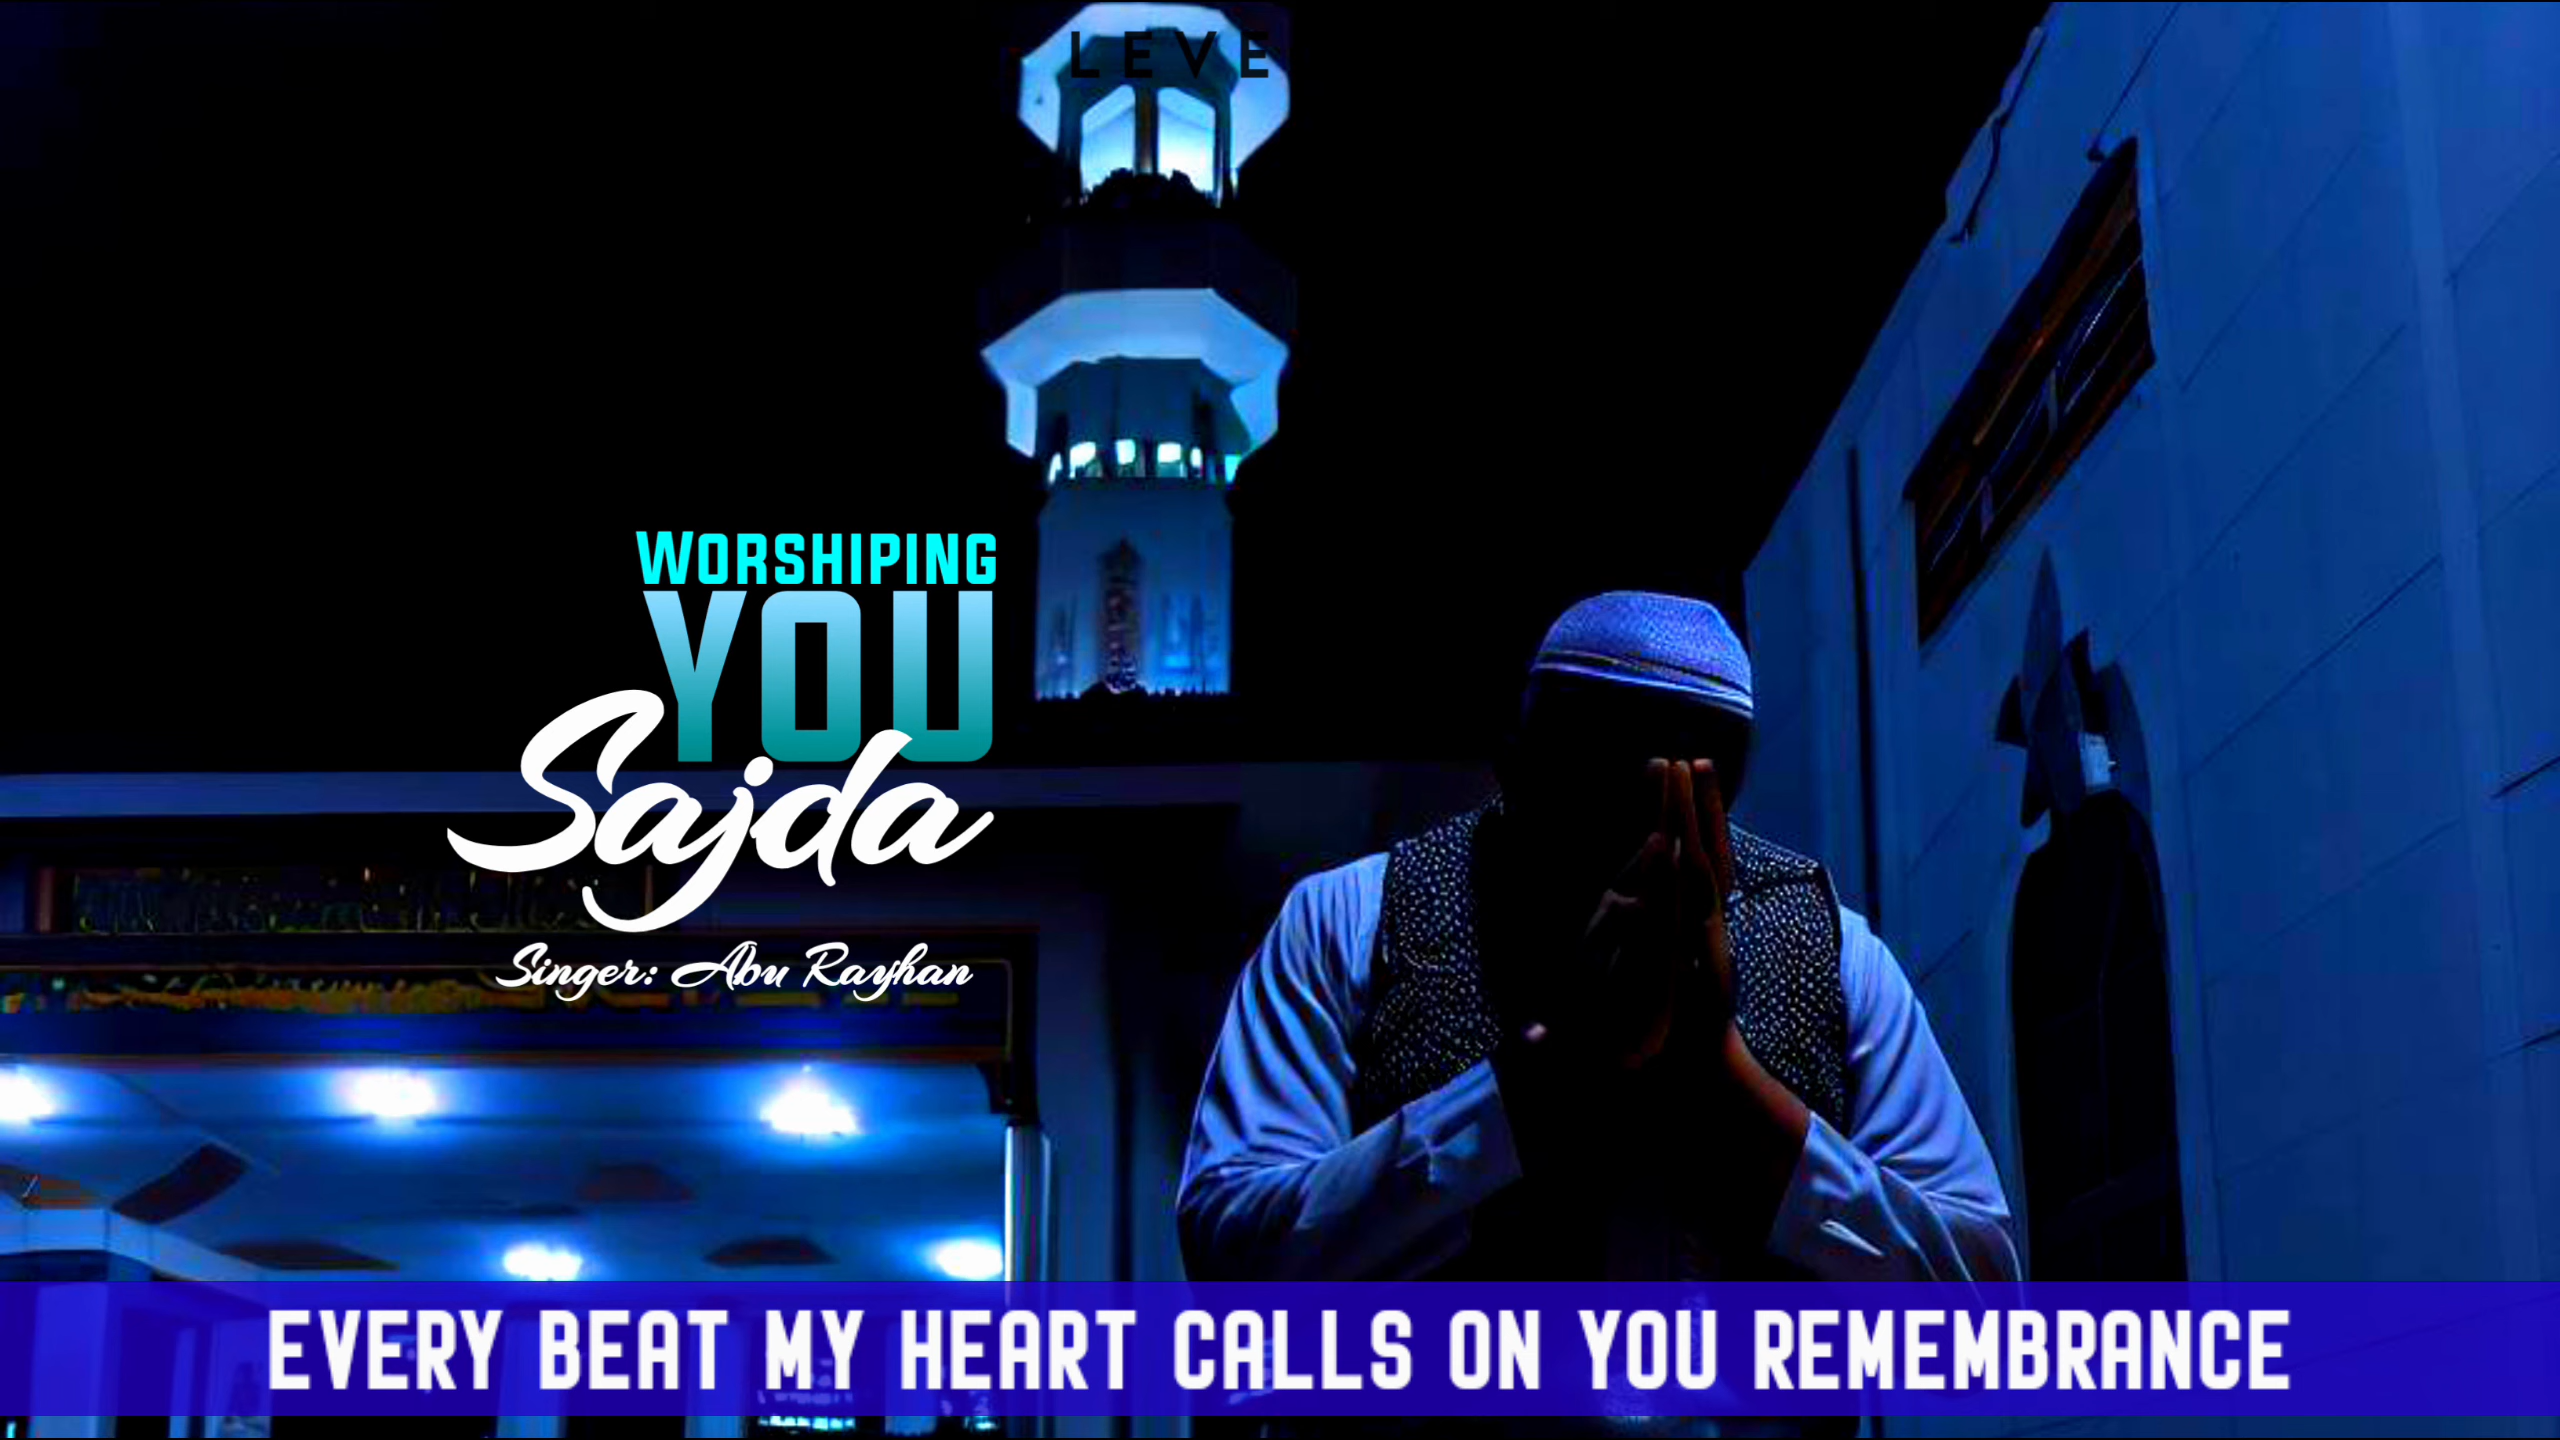 LEVE
WORSHIPING
YOU
Sajda
Singer: Abu Rayhan
EVERY BEAT MY HEART CALLS ON YOU REMEMBRANCE